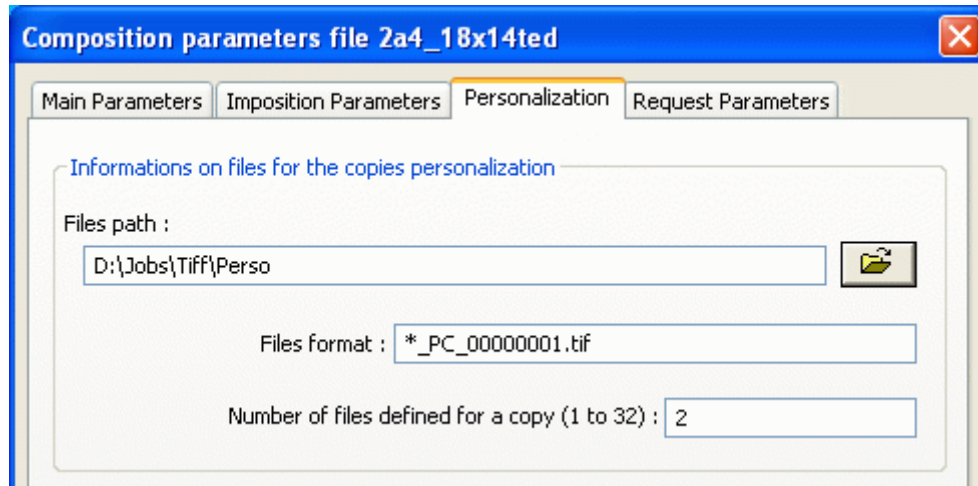 Composition parameters file 2a4_18x14ted
Main Parameters Imposition Parameters Personalization Request Parameters
Informations on files for the copies personalization
Files path :
D:\Jobs\Tiff\Perso
Files format : *_PC_00000001.tif
Number of files defined for a copy (1 to 32) : 2